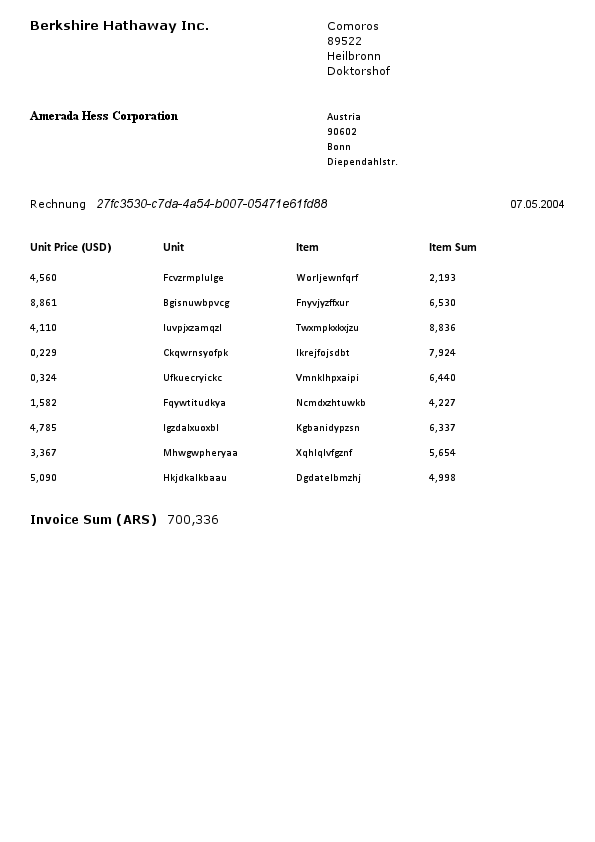 Berkshire Hathaway Inc.
Comoros
89522
Heilbronn
Doktorshof
Amerada Hess Corporation
Austria
90602
Bonn
Diependahlstr.
Rechnung 27fc3530-c7da-4a54-b007-05471e61fd88 07.05.2004
Unit Price (USD) Unit Item Item Sum
4,560 Fcvzrmplulge Worljewnfqrf 2,193
8,861 Bgisnuwbpvcg Fnyvjyzffxur 6,530
4,110 Iuvpjxzamqzl Twxmpkxkxjzu 8,836
0,229 Ckqwrnsyofpk Ikrejfojsdbt 7,924
0,324 Ufkuecryickc Vmnklhpxaipi 6,440
1,582 Fqywtitudkya Ncmdxzhtuwkb 4,227
4,785 Igzdalxuoxbl Kgbanidypzsn 6,337
3,367 Mhwgwpheryaa Xqhlqlvfgznf 5,654
5,090 Hkjdkalkbaau Dgdatelbmzhj 4,998
Invoice Sum (ARS) 700,336